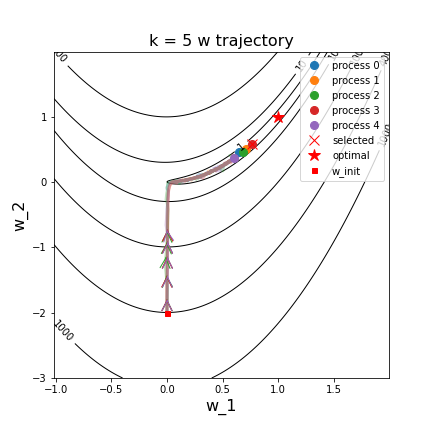 k = 5 w trajectory
process 0
process 1
process 2
process 3
process 4
selected
optimal
w_init
1000
w_2
1
0
−1
−2
−3
−1.0
−0.5
0.0
0.5
1.0
1.5
w_1